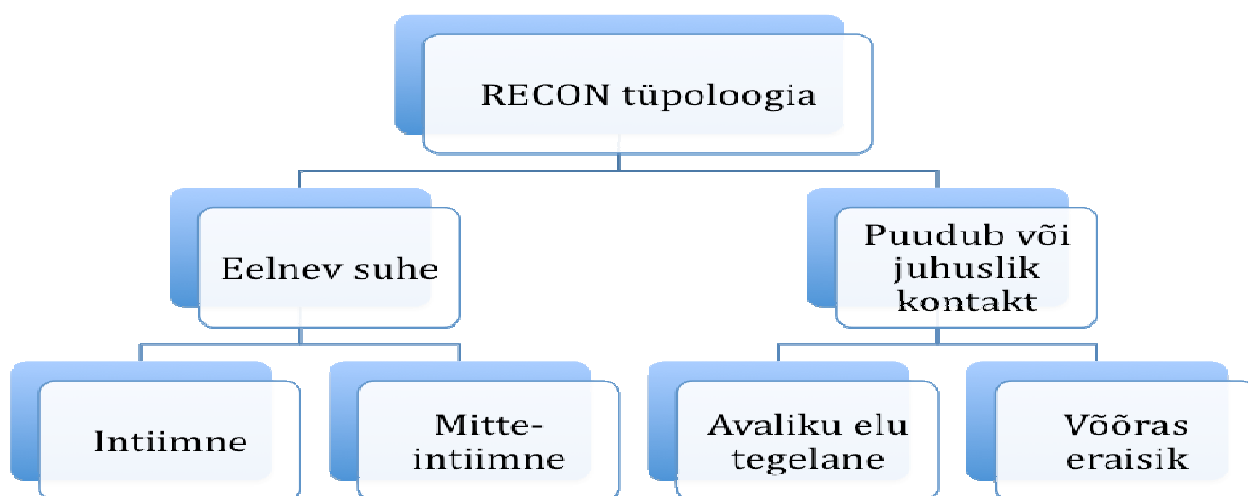 RECON tüpoloogia
Eelnev suhe
Puudub või
juhuslik
kontakt
Intiimne
Mitte-
intiimne
Avaliku elu
tegelane
Võõras
eraisik